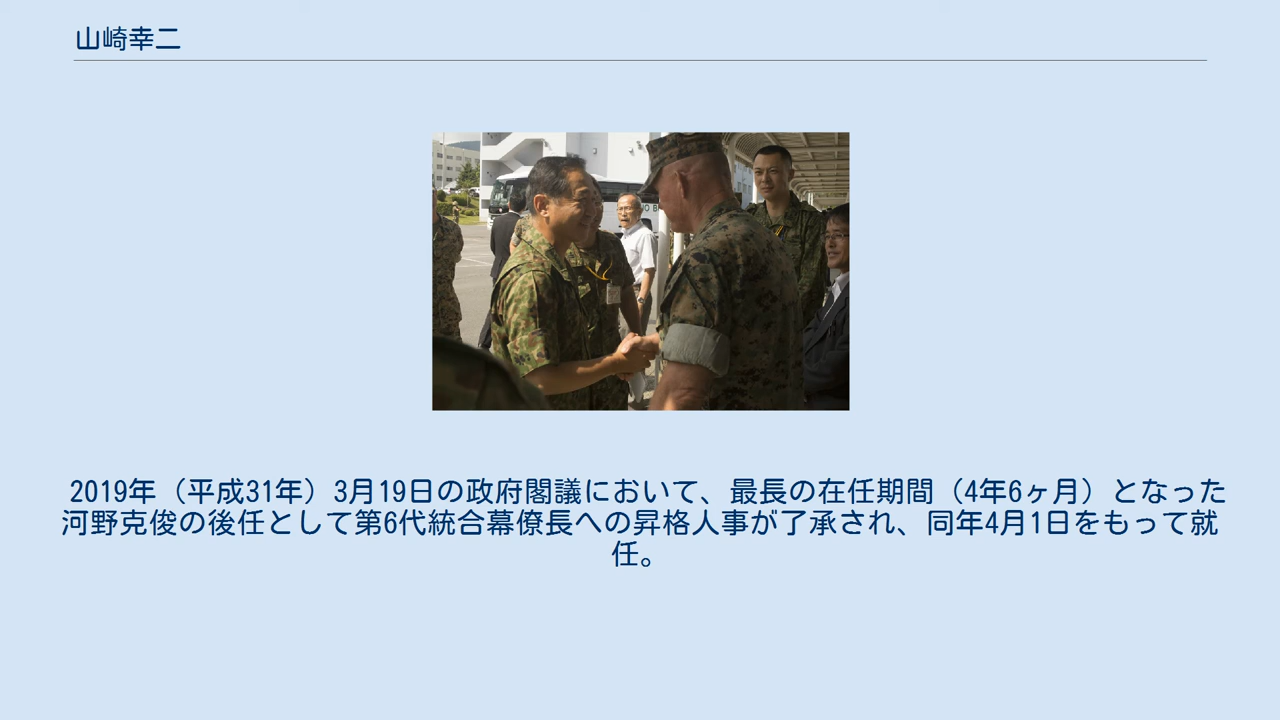 山崎幸二
2019年（平成31年）3月19日の政府閣議において、最長の在任期間（4年6ヶ月）となった
河野克俊の後任として第6代統合幕僚長への昇格人事が了承され、同年4月1日をもって就
任。